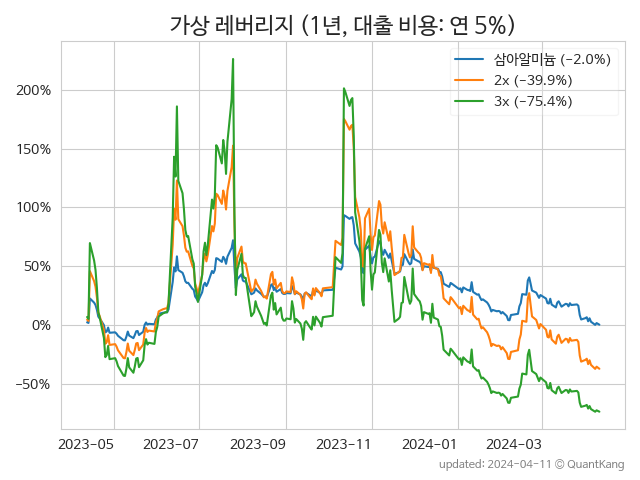 가상 레버리지 (1년, 대출 비용: 연 5%)
삼아알미늄 (−2.0%)
2x (−39.9%)
3x (−75.4%)
200%
150%
100%
50%
0%
−50%
2023-05 2023-07 2023-09 2023-11 2024-01 2024-03
updated: 2024-04-11 © QuantKang